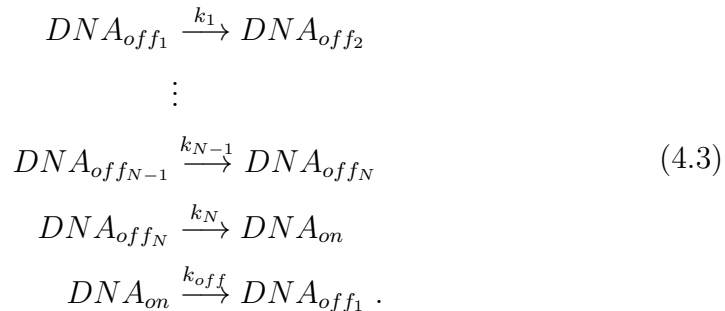 $DNA_{off_1} \xrightarrow{k_1} DNA_{off_2}$
$\vdots$
$DNA_{off_{N-1}} \xrightarrow{k_{N-1}} DNA_{off_N}$ (4.3)
$DNA_{off_N} \xrightarrow{k_N} DNA_{on}$
$DNA_{on} \xrightarrow{k_{off}} DNA_{off_1}$ .